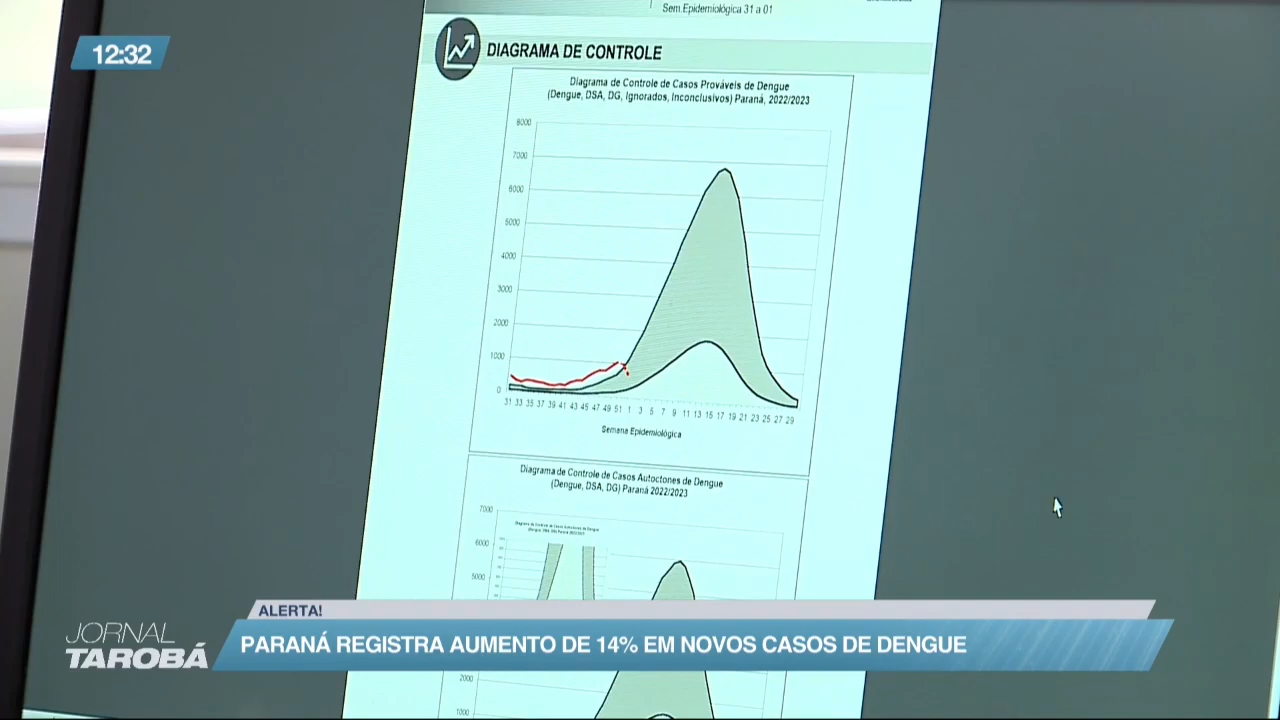 Sem.Epidemiológica 31 a 01
12:32
DIAGRAMA DE CONTROLE
Diagrama de Controle de Casos Prováveis de Dengue
(Dengue, DSA, DG, Ignorados, Inconclusivos) Paraná, 2022/2023
8000
7000
6000
5000
4000
3000
2000
1000
0
31 33 35 37 39 41 43 45 47 49 51 1 3 5 7 9 11 13 15 17 19 21 23 25 27 29
Semana Epidemiológica
Diagrama de Controle de Casos Autoctones de Dengue
(Dengue, DSA, DG) Paraná 2022/2023
7000
6000
5000
2000
1000
ALERTA!
PARANÁ REGISTRA AUMENTO DE 14% EM NOVOS CASOS DE DENGUE
JORNAL
TAROBÁ